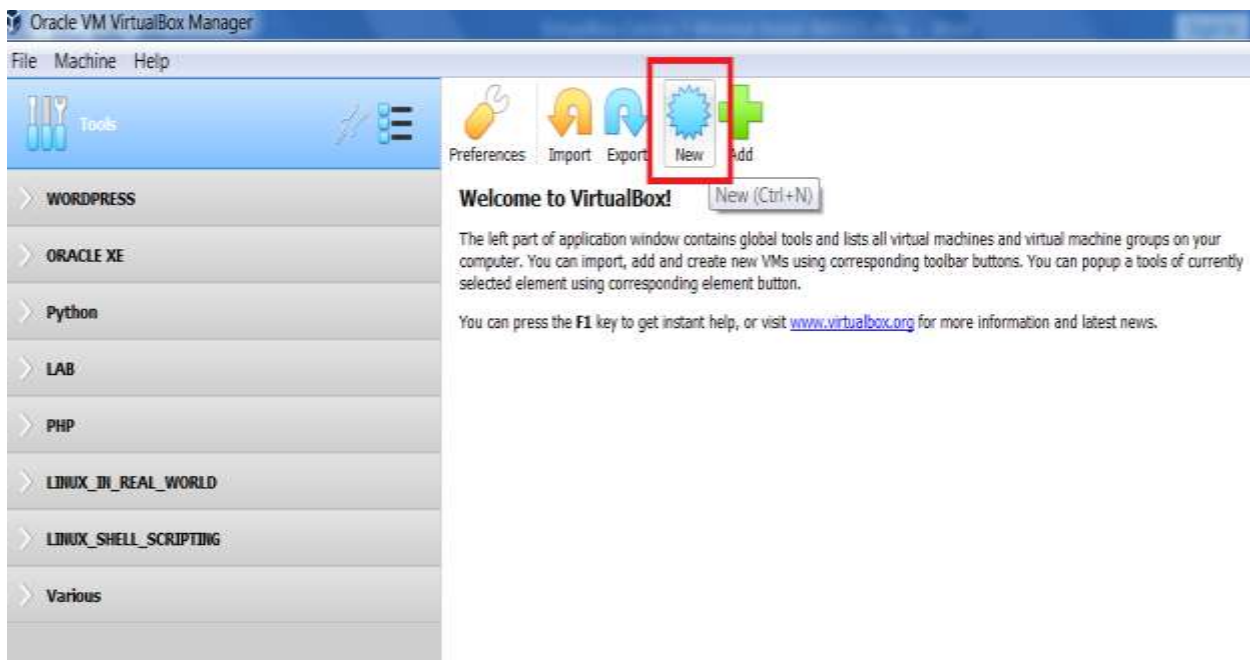 Oracle VM VirtualBox Manager
File Machine Help
Tools
Preferences Import Export New Add
WORDPRESS
ORACLE XE
Python
LAB
PHP
LINUX_IN_REAL_WORLD
LINUX_SHELL_SCRIPTING
Various
Welcome to VirtualBox!
New (Ctrl+N)
The left part of application window contains global tools and lists all virtual machines and virtual machine groups on your
computer. You can import, add and create new VMs using corresponding toolbar buttons. You can popup a tools of currently
selected element using corresponding element button.
You can press the F1 key to get instant help, or visit www.virtualbox.org for more information and latest news.